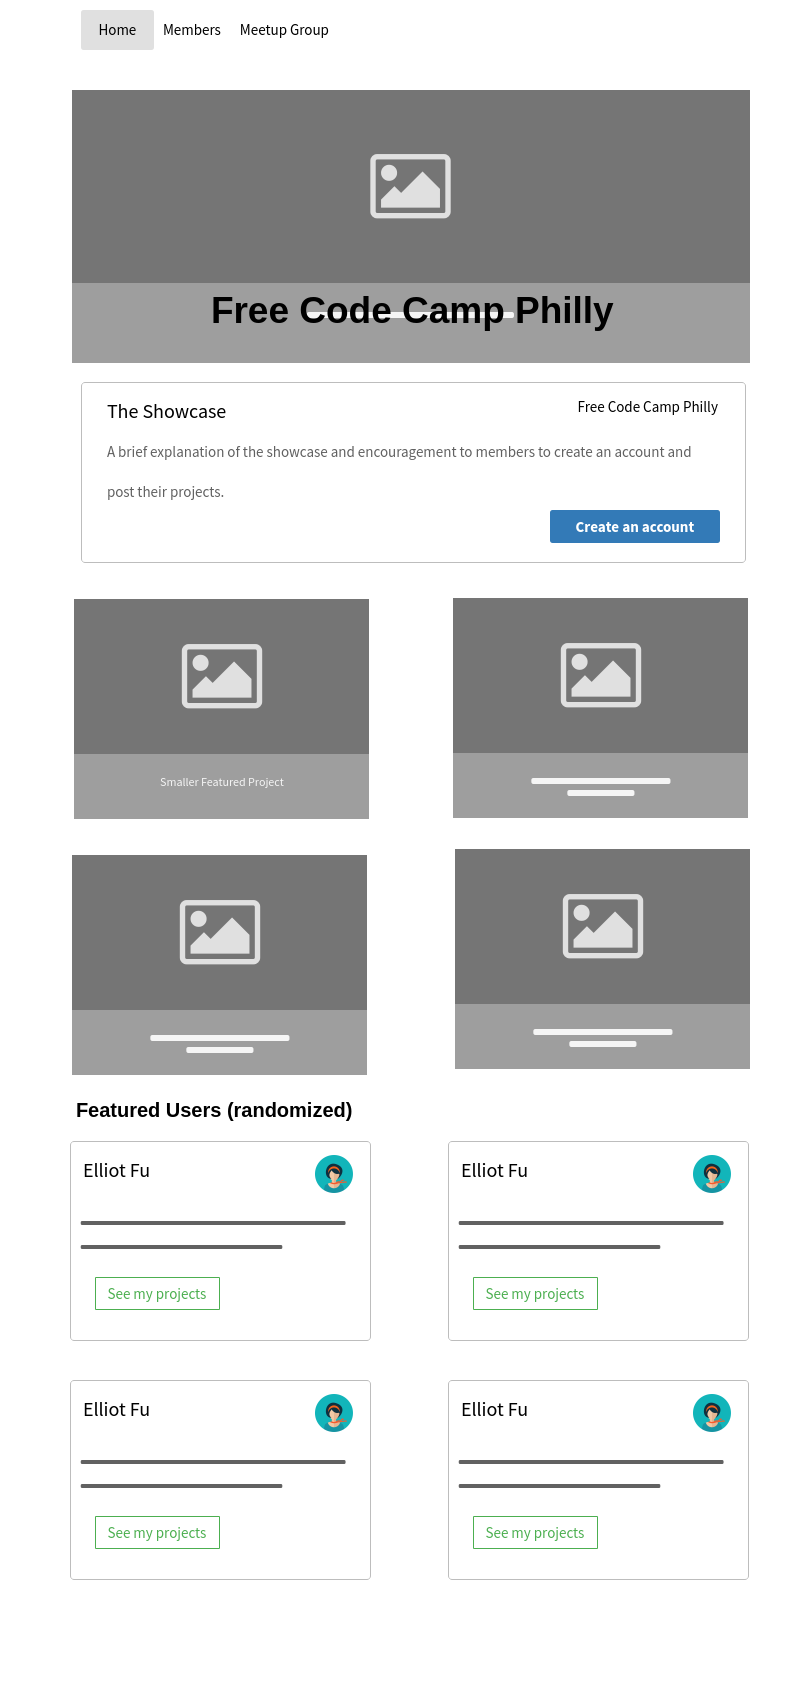 Home Members Meetup Group
Free Code Camp Philly
The Showcase
Free Code Camp Philly
A brief explanation of the showcase and encouragement to members to create an account and
post their projects.
Create an account
Smaller Featured Project
Featured Users (randomized)
Elliot Fu
See my projects
Elliot Fu
See my projects
Elliot Fu
See my projects
Elliot Fu
See my projects